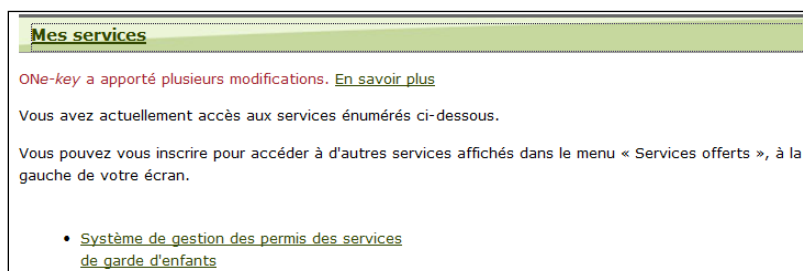 Mes services
ONe-key a apporté plusieurs modifications. En savoir plus
Vous avez actuellement accès aux services énumérés ci-dessous.
Vous pouvez vous inscrire pour accéder à d'autres services affichés dans le menu « Services offerts », à la
gauche de votre écran.
• Système de gestion des permis des services
de garde d'enfants